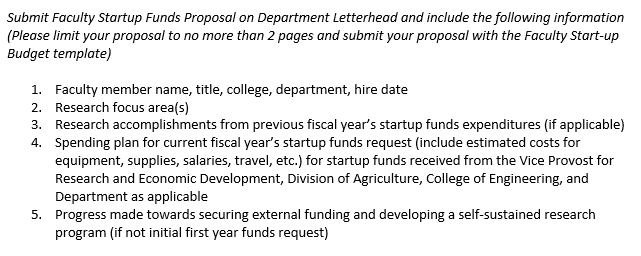 Submit Faculty Startup Funds Proposal on Department Letterhead and include the following information
(Please limit your proposal to no more than 2 pages and submit your proposal with the Faculty Start-up
Budget template)
1. Faculty member name, title, college, department, hire date
2. Research focus area(s)
3. Research accomplishments from previous fiscal year's startup funds expenditures (if applicable)
4. Spending plan for current fiscal year's startup funds request (include estimated costs for
equipment, supplies, salaries, travel, etc.) for startup funds received from the Vice Provost for
Research and Economic Development, Division of Agriculture, College of Engineering, and
Department as applicable
5. Progress made towards securing external funding and developing a self-sustained research
program (if not initial first year funds request)